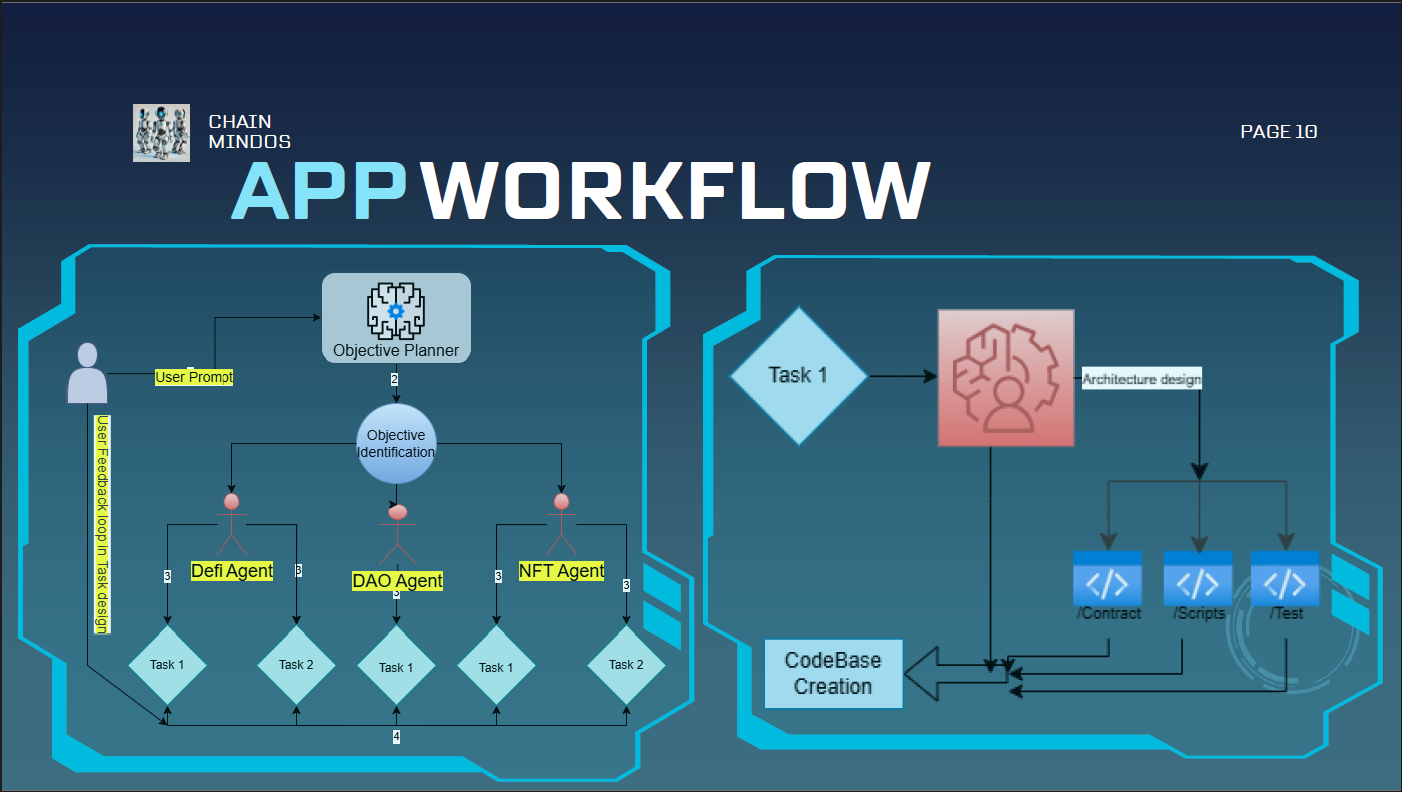 CHAIN
MINDOS
PAGE 10
APP WORKFLOW
Objective Planner
User Prompt
2
Objective
Identification
User Feedback loop in Task design
Defi Agent
DAO Agent
NFT Agent
3
3
3
3
3
Task 1
Task 2
Task 1
Task 1
Task 2
4
Task 1
Architecture design
</>
</>
</>
/Contract
/Scripts
/Test
CodeBase
Creation